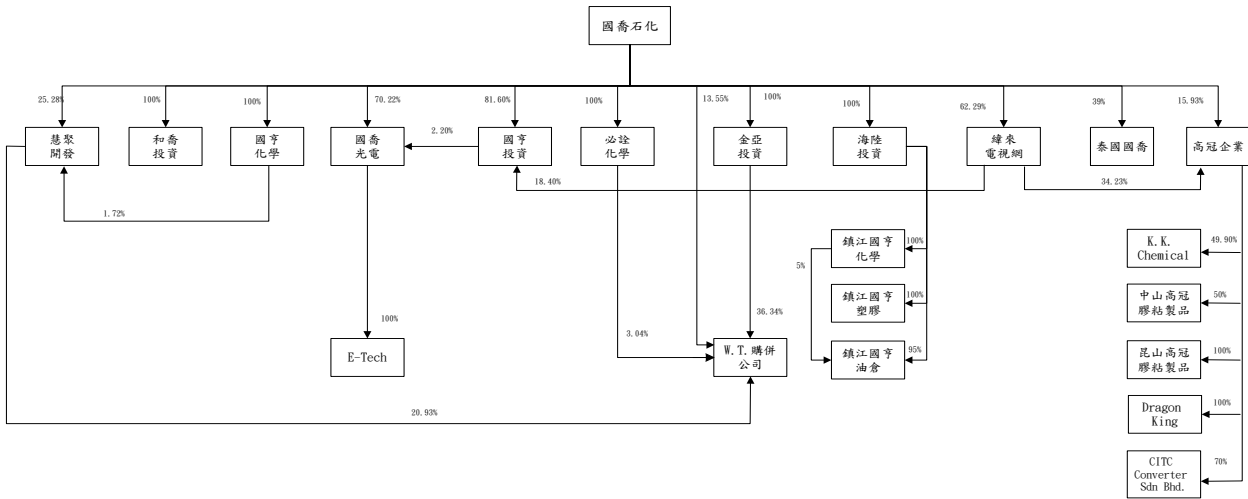 國喬石化
25.28%
100%
100%
70.22%
81.60%
100%
13.55%
100%
100%
62.29%
39%
15.93%
慧聚
開發
和喬
投資
國亨
化學
國喬
光電
2.20%
國亨
投資
必詮
化學
金亞
投資
海陸
投資
緯來
電視網
泰國國喬
高冠企業
18.40%
34.23%
1.72%
鎮江國亨
化學
100%
5%
K.K.
Chemical
49.90%
鎮江國亨
塑膠
100%
中山高冠
膠粘製品
50%
36.34%
100%
3.04%
E-Tech
W.T.購併
公司
鎮江國亨
油倉
95%
昆山高冠
膠粘製品
100%
20.93%
Dragon
King
100%
CITC
Converter
Sdn Bhd.
70%